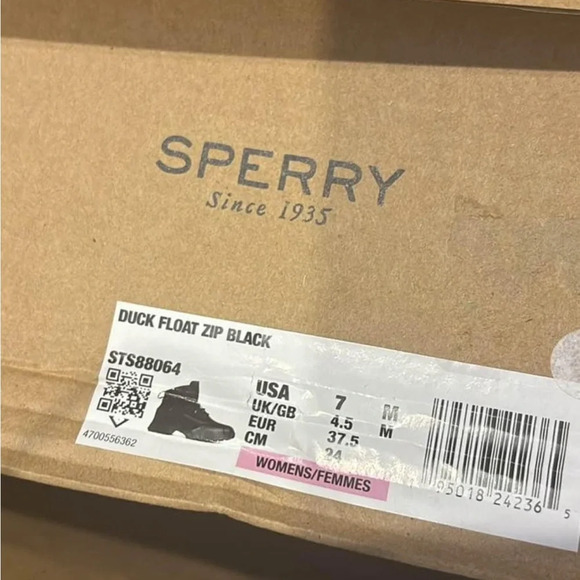 SPERRY
Since 1935
DUCK FLOAT ZIP BLACK
STS88064
4700556362
USA 7 M
UK/GB 4.5 M
EUR 37.5
CM 24
WOMENS/FEMMES
95018 24236 5